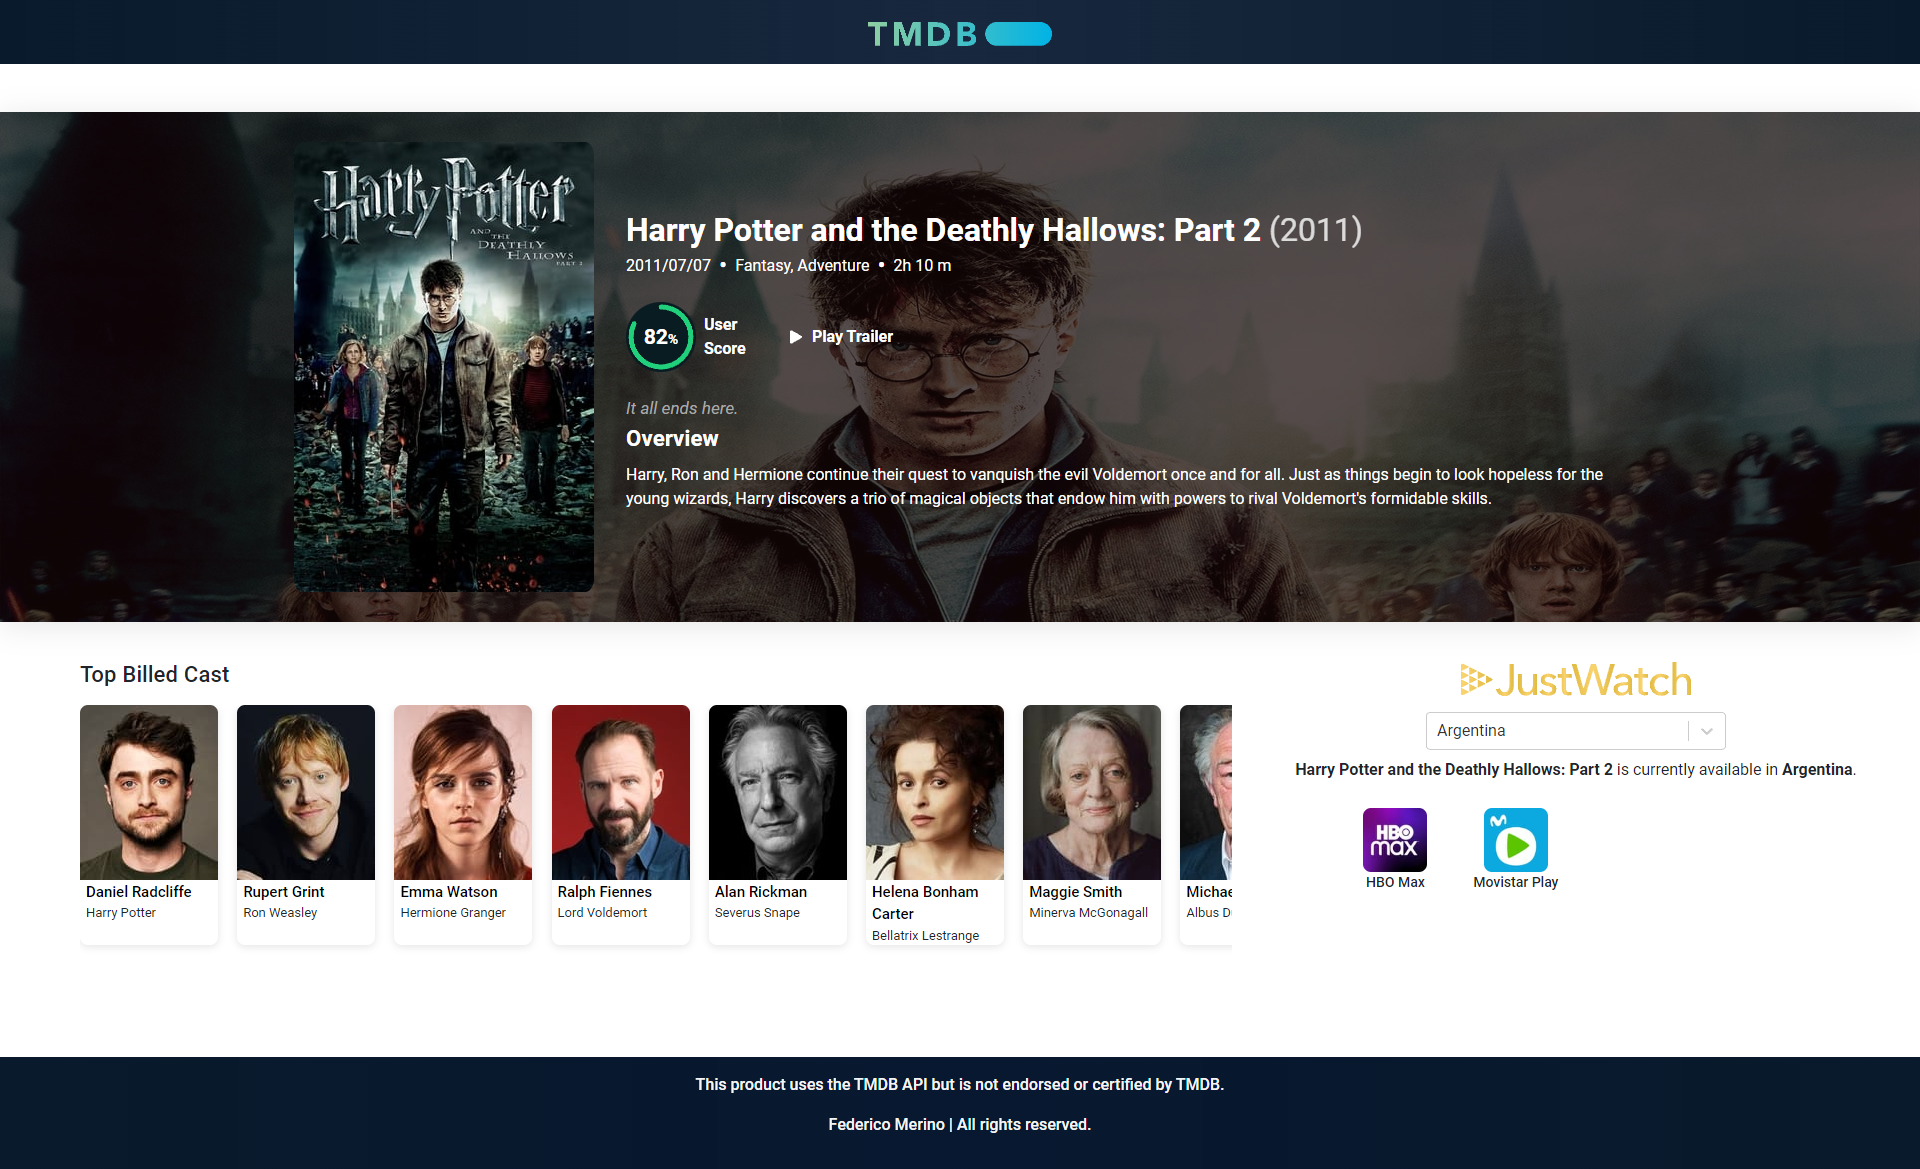 TMDB
Harry Potter
AND THE
DEATHLY
HALLOWS
PART 2
Harry Potter and the Deathly Hallows: Part 2 (2011)
2011/07/07 • Fantasy, Adventure • 2h 10 m
82%
User
Score
Play Trailer
It all ends here.
Overview
Harry, Ron and Hermione continue their quest to vanquish the evil Voldemort once and for all. Just as things begin to look hopeless for the
young wizards, Harry discovers a trio of magical objects that endow him with powers to rival Voldemort's formidable skills.
Top Billed Cast
Daniel Radcliffe
Harry Potter
Rupert Grint
Ron Weasley
Emma Watson
Hermione Granger
Ralph Fiennes
Lord Voldemort
Alan Rickman
Severus Snape
Helena Bonham
Carter
Bellatrix Lestrange
Maggie Smith
Minerva McGonagall
Michae
Albus D
JustWatch
Argentina
Harry Potter and the Deathly Hallows: Part 2 is currently available in Argentina.
HBO
max
HBO Max
Movistar Play
This product uses the TMDB API but is not endorsed or certified by TMDB.
Federico Merino | All rights reserved.